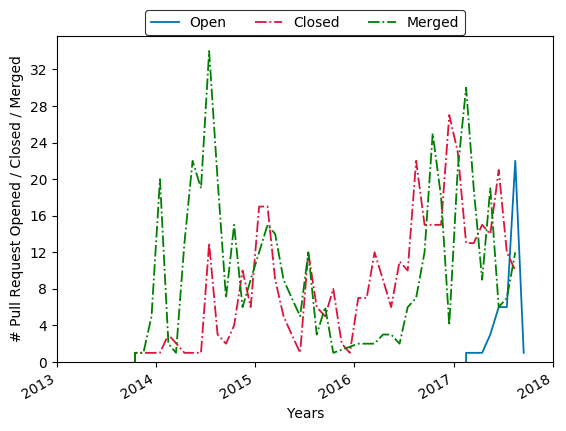 Open Closed Merged
# Pull Request Opened / Closed / Merged
32
28
24
20
16
12
8
4
0
2013 2014 2015 2016 2017 2018
Years